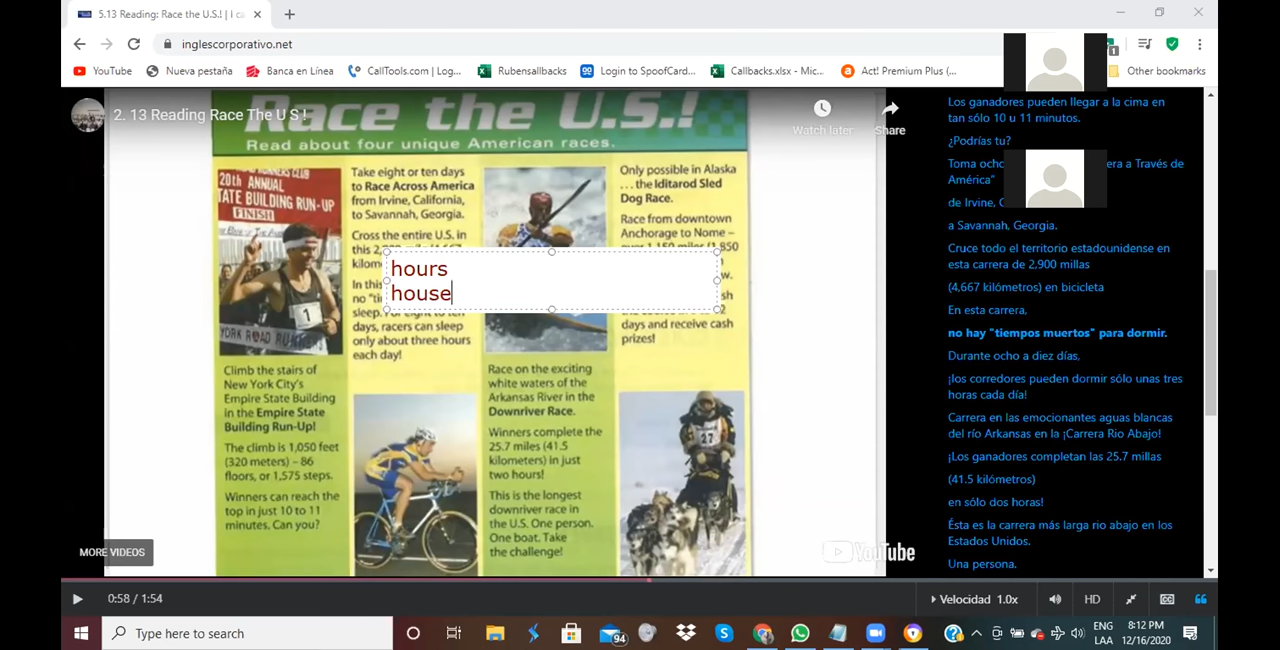 5.13 Reading: Race the U.S.! | I ca
inglescorporativo.net
YouTube
Nueva pestaña
Banca en Línea
CallTools.com | Log...
Rubensallbacks
Login to SpoofCard...
Callbacks.xlsx - Mic...
Act! Premium Plus (...
Other bookmarks
2. 13 Reading Race The U S !
Watch later
Share
Race the U.S.!
Read about four unique American races.
20th ANNUAL
STATE BUILDING RUN-UP
FINISH
1
Climb the stairs of
New York City's
Empire State Building
in the Empire State
Building Run-Up!
The climb is 1,050 feet
(320 meters) – 86
floors, or 1,575 steps.
Winners can reach the
top in just 10 to 11
minutes. Can you?
Take eight or ten days
to Race Across America
from Irvine, California,
to Savannah, Georgia.
Cross the entire U.S. in
hours
house
days, racers can sleep
only about three hours
each day!
Race on the exciting
white waters of the
Arkansas River in the
Downriver Race.
Winners complete the
25.7 miles (41.5
kilometers) in just
two hours!
This is the longest
downriver race in
the U.S. One person.
One boat. Take
the challenge!
Only possible in Alaska
... the Iditarod Sled
Dog Race.
Race from downtown
Anchorage to Nome –
days and receive cash
prizes!
27
MORE VIDEOS
YouTube
Los ganadores pueden llegar a la cima en
tan sólo 10 u 11 minutos.
¿Podrías tu?
Toma ocho
era a Través de
América"
de Irvine, C
a Savannah, Georgia.
Cruce todo el territorio estadounidense en
esta carrera de 2,900 millas
(4,667 kilómetros) en bicicleta
En esta carrera,
no hay "tiempos muertos" para dormir.
Durante ocho a diez días,
¡los corredores pueden dormir sólo unas tres
horas cada día!
Carrera en las emocionantes aguas blancas
del río Arkansas en la ¡Carrera Rio Abajo!
¡Los ganadores completan las 25.7 millas
(41.5 kilómetros)
en sólo dos horas!
Ésta es la carrera más larga rio abajo en los
Estados Unidos.
Una persona.
0:58 / 1:54
Velocidad 1.0x
HD
CC
Type here to search
94
ENG
LAA
8:12 PM
12/16/2020